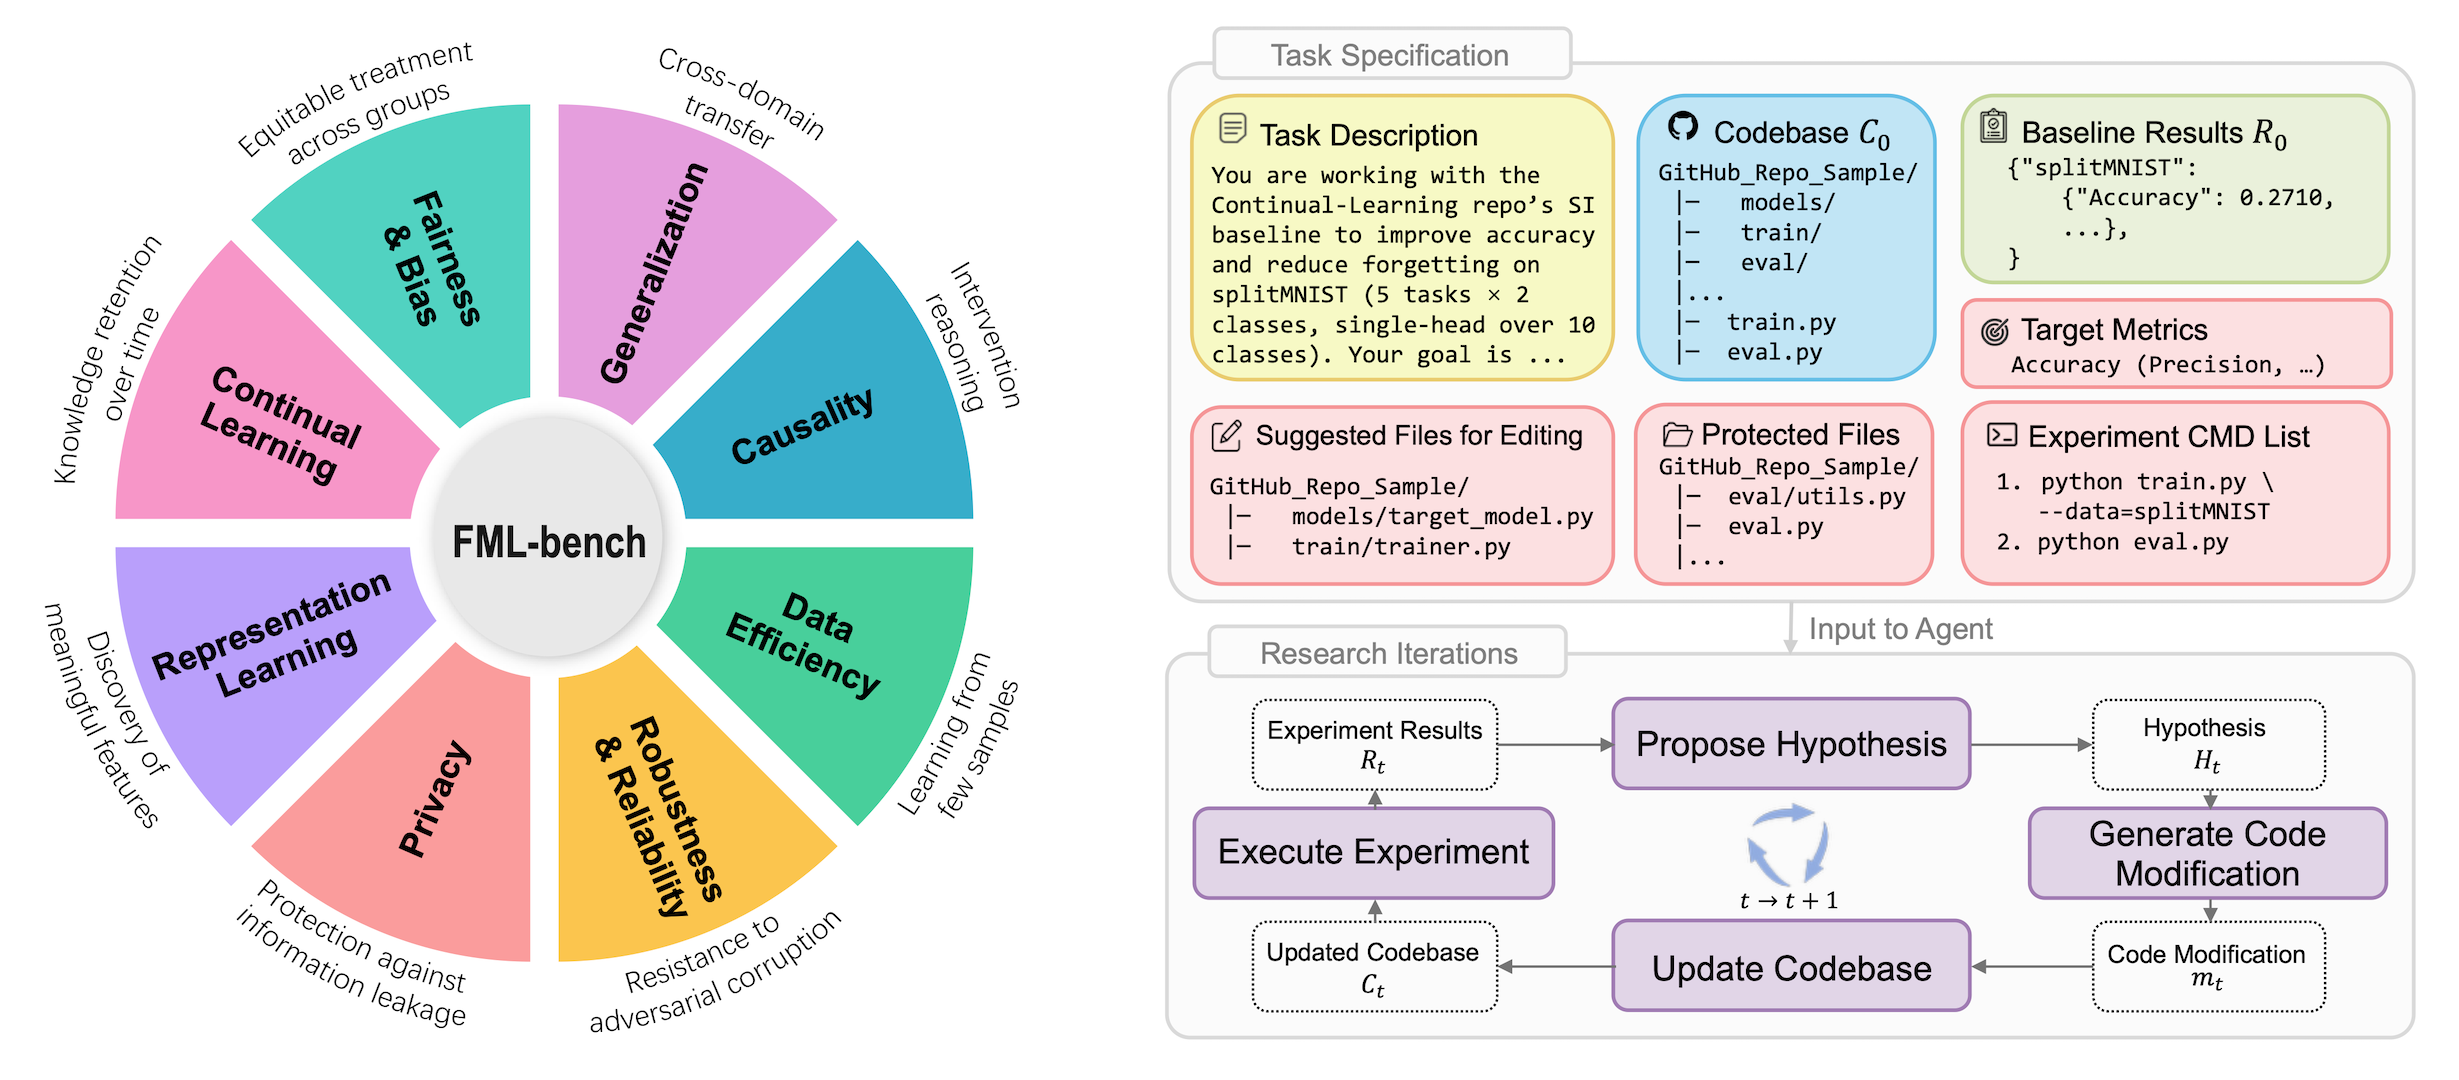 Equitable treatment
across groups
Cross-domain
transfer
Intervention
reasoning
Learning from
few samples
Resistance to
adversarial corruption
Protection against
information leakage
Discovery of
meaningful features
Knowledge retention
over time
Fairness
& Bias
Generalization
Causality
Data
Efficiency
Robustness
& Reliability
Privacy
Representation
Learning
Continual
Learning
FML-bench
Task Specification
Task Description
You are working with the
Continual-Learning repo’s SI
baseline to improve accuracy
and reduce forgetting on
splitMNIST (5 tasks × 2
classes, single-head over 10
classes). Your goal is ...
Codebase C₀
GitHub_Repo_Sample/
|— models/
|— train/
|— eval/
|...
|— train.py
|— eval.py
Baseline Results R₀
{"splitMNIST":
{"Accuracy": 0.2710,
...},
}
Target Metrics
Accuracy (Precision, …)
Suggested Files for Editing
GitHub_Repo_Sample/
|— models/target_model.py
|— train/trainer.py
Protected Files
GitHub_Repo_Sample/
|— eval/utils.py
|— eval.py
|...
Experiment CMD List
1. python train.py \
--data=splitMNIST
2. python eval.py
Input to Agent
Research Iterations
Experiment Results
Rₜ
Propose Hypothesis
Hypothesis
Hₜ
Execute Experiment
t → t + 1
Generate Code
Modification
Updated Codebase
Cₜ
Update Codebase
Code Modification
mₜ